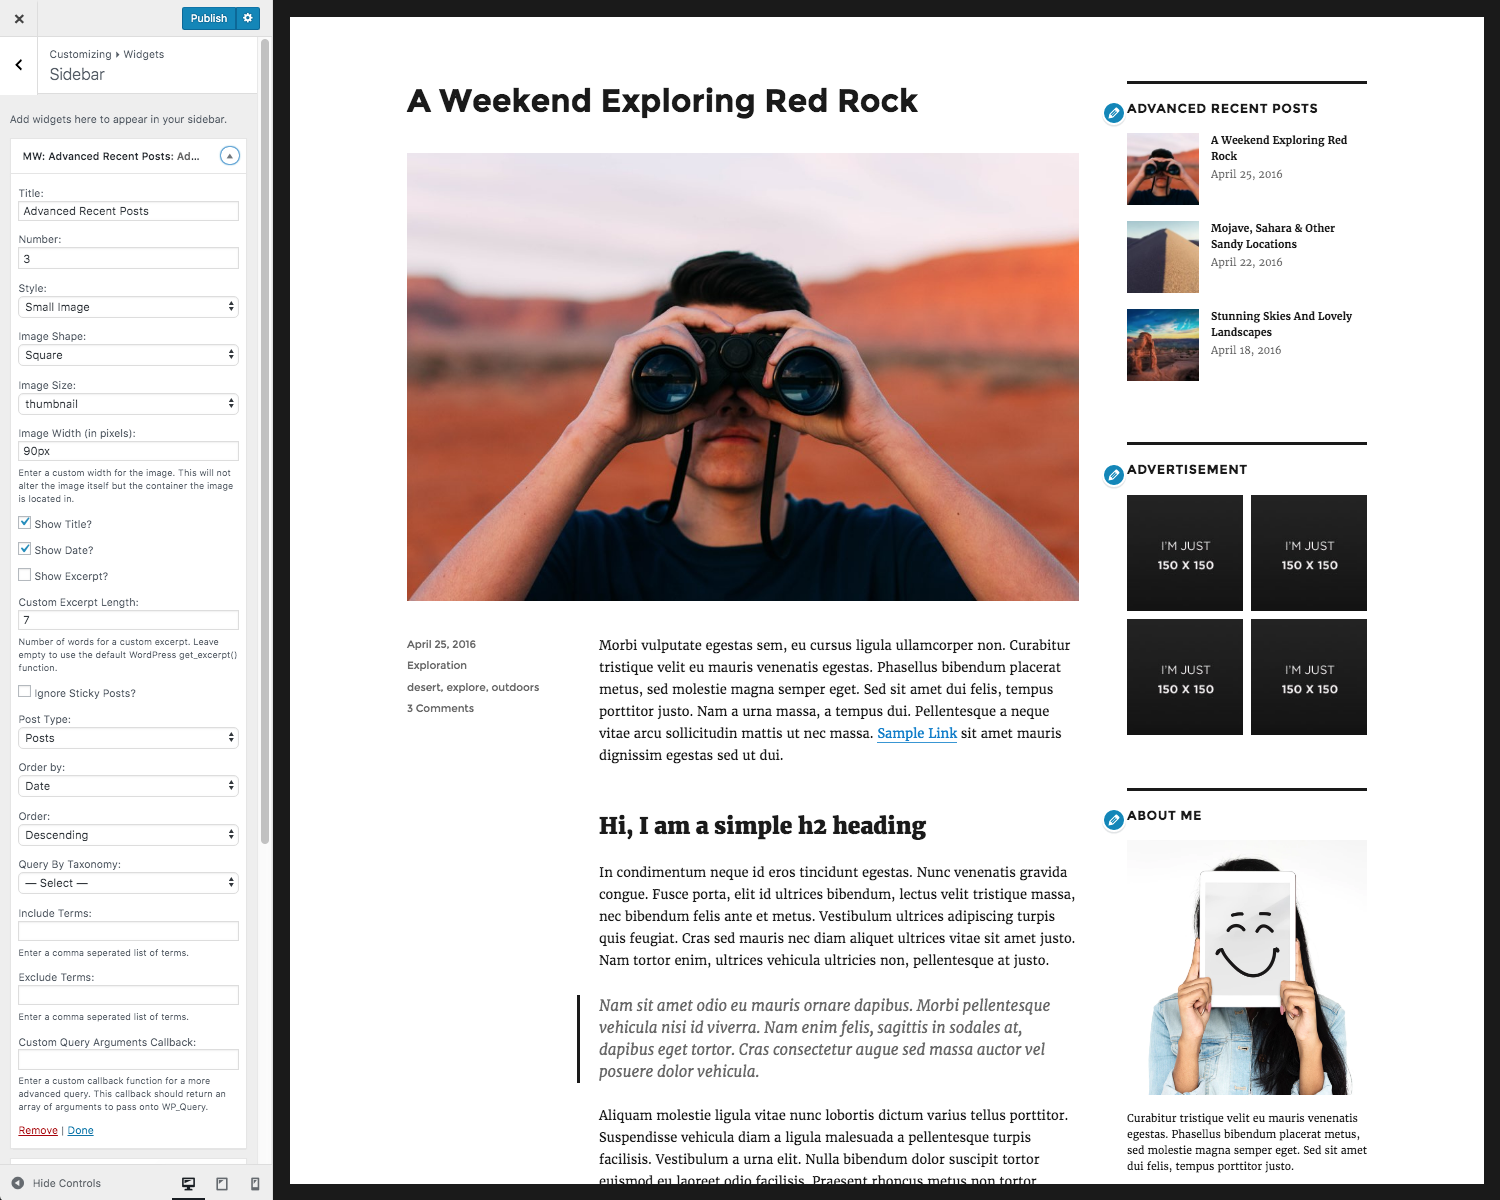 Publish
Customizing ▸ Widgets
Sidebar
Add widgets here to appear in your sidebar.
MW: Advanced Recent Posts: Ad...
Title:
Advanced Recent Posts
Number:
3
Style:
Small Image
Image Shape:
Square
Image Size:
thumbnail
Image Width (in pixels):
90px
Enter a custom width for the image. This will not
alter the image itself but the container the image
is located in.
Show Title?
Show Date?
Show Excerpt?
Custom Excerpt Length:
7
Number of words for a custom excerpt. Leave
empty to use the default WordPress get_excerpt()
function.
Ignore Sticky Posts?
Post Type:
Posts
Order by:
Date
Order:
Descending
Query By Taxonomy:
— Select —
Include Terms:
Enter a comma seperated list of terms.
Exclude Terms:
Enter a comma seperated list of terms.
Custom Query Arguments Callback:
Enter a custom callback function for a more
advanced query. This callback should return an
array of arguments to pass onto WP_Query.
Remove | Done
Hide Controls
A Weekend Exploring Red Rock
April 25, 2016
Exploration
desert, explore, outdoors
3 Comments
Morbi vulputate egestas sem, eu cursus ligula ullamcorper non. Curabitur
tristique velit eu mauris venenatis egestas. Phasellus bibendum placerat
metus, sed molestie magna semper eget. Sed sit amet dui felis, tempus
porttitor justo. Nam a urna massa, a tempus dui. Pellentesque a neque
vitae arcu sollicitudin mattis ut nec massa. Sample Link sit amet mauris
dignissim egestas sed ut dui.
Hi, I am a simple h2 heading
In condimentum neque id eros tincidunt egestas. Nunc venenatis gravida
congue. Fusce porta, elit id ultrices bibendum, lectus velit tristique massa,
nec bibendum felis ante et metus. Vestibulum ultrices adipiscing turpis
quis feugiat. Cras sed mauris nec diam aliquet ultrices vitae sit amet justo.
Nam tortor enim, ultrices vehicula ultricies non, pellentesque at justo.
Nam sit amet odio eu mauris ornare dapibus. Morbi pellentesque
vehicula nisi id viverra. Nam enim felis, sagittis in sodales at,
dapibus eget tortor. Cras consectetur augue sed massa auctor vel
posuere dolor vehicula.
Aliquam molestie ligula vitae nunc lobortis dictum varius tellus porttitor.
Suspendisse vehicula diam a ligula malesuada a pellentesque turpis
facilisis. Vestibulum a urna elit. Nulla bibendum dolor suscipit tortor
euismod eu laoreet odio facilisis. Praesent rhoncus metus non tortor
ADVANCED RECENT POSTS
A Weekend Exploring Red
Rock
April 25, 2016
Mojave, Sahara & Other
Sandy Locations
April 22, 2016
Stunning Skies And Lovely
Landscapes
April 18, 2016
ADVERTISEMENT
I'M JUST
150 X 150
I'M JUST
150 X 150
I'M JUST
150 X 150
I'M JUST
150 X 150
ABOUT ME
Curabitur tristique velit eu mauris venenatis
egestas. Phasellus bibendum placerat metus,
sed molestie magna semper eget. Sed sit amet
dui felis, tempus porttitor justo.